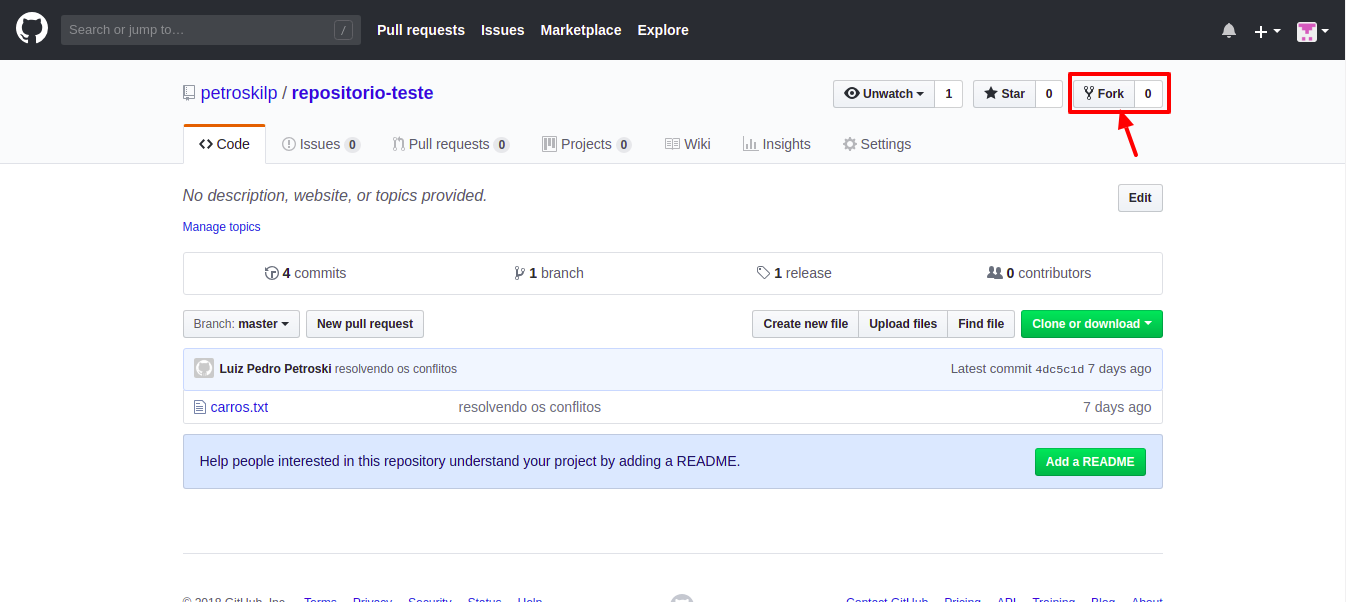 Search or jump to… /
Pull requests Issues Marketplace Explore
petroskilp / repositorio-teste
Unwatch 1 Star 0 Fork 0
Code Issues 0 Pull requests 0 Projects 0 Wiki Insights Settings
No description, website, or topics provided.
Edit
Manage topics
4 commits 1 branch 1 release 0 contributors
Branch: master New pull request Create new file Upload files Find file Clone or download
Luiz Pedro Petroski resolvendo os conflitos Latest commit 4dc5c1d 7 days ago
carros.txt resolvendo os conflitos 7 days ago
Help people interested in this repository understand your project by adding a README.
Add a README
© 2018 GitHub, Inc. Terms Privacy Security Status Help Contact GitHub Pricing API Training Blog About